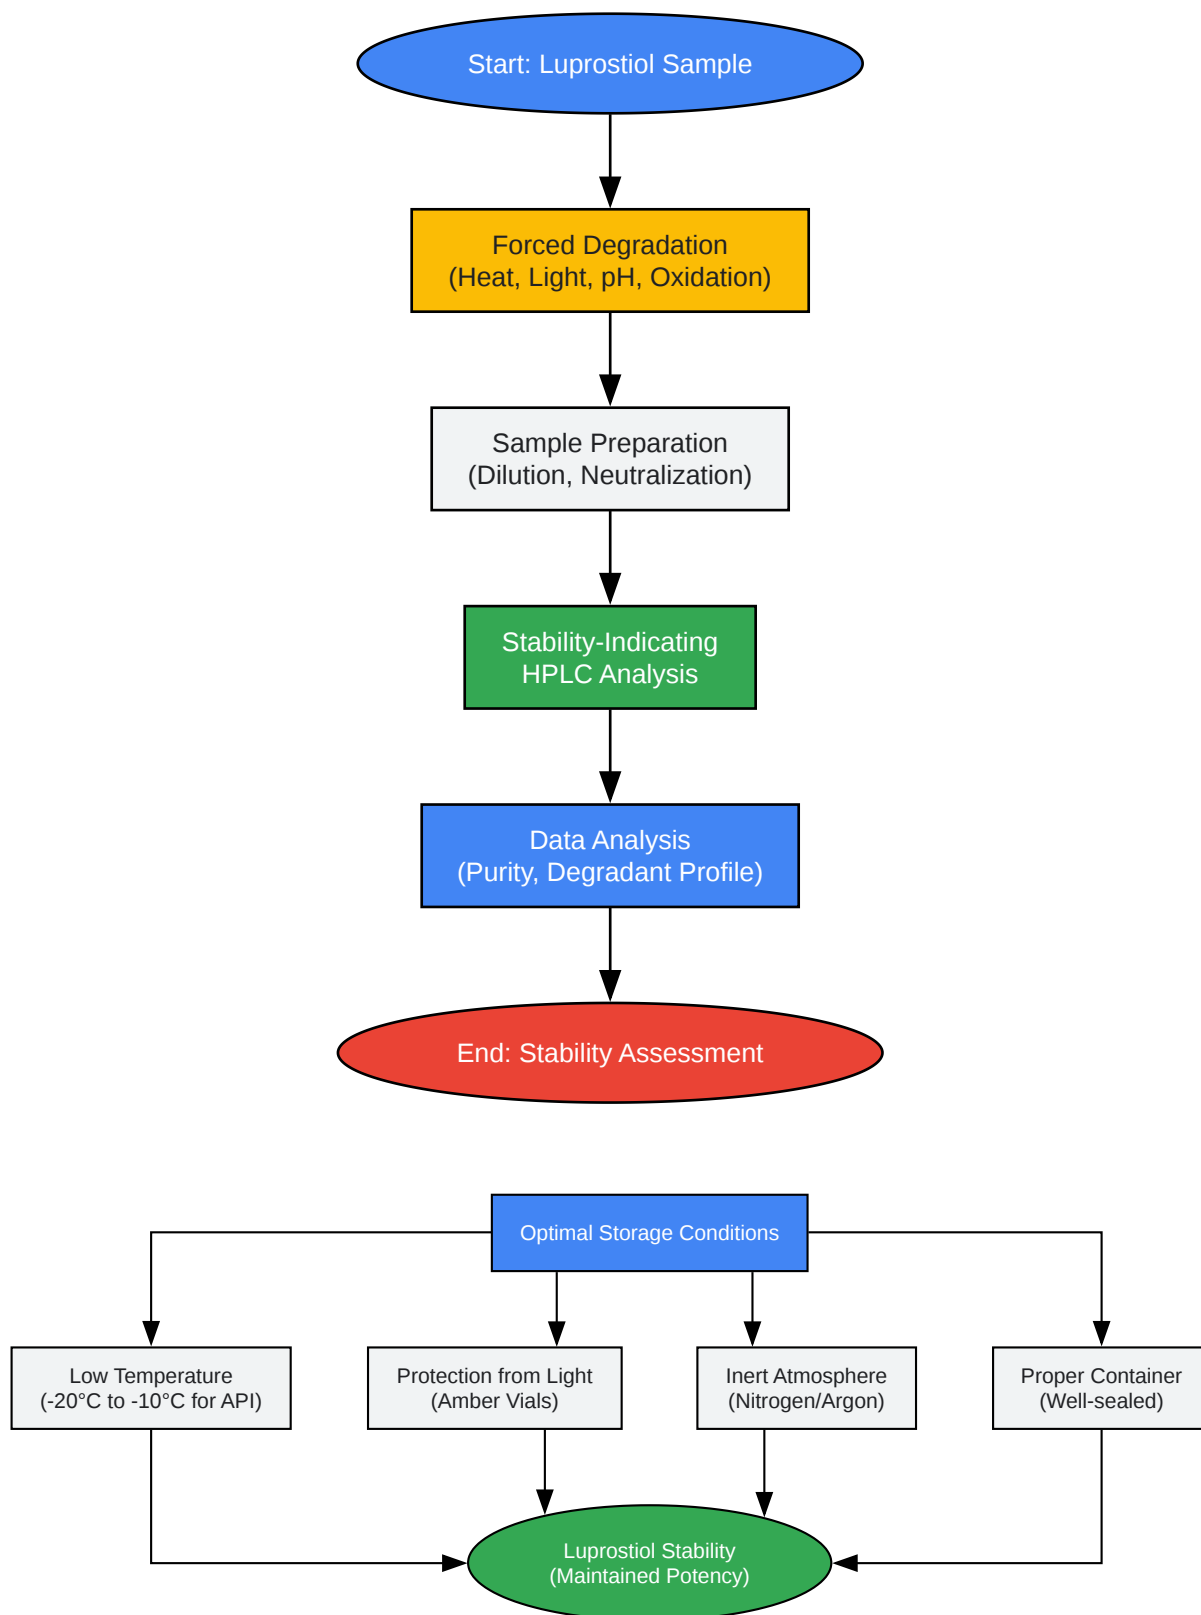 Start: Luprostiol Sample
Forced Degradation
(Heat, Light, pH, Oxidation)
Sample Preparation
(Dilution, Neutralization)
Stability-Indicating
HPLC Analysis
Data Analysis
(Purity, Degradant Profile)
End: Stability Assessment
Optimal Storage Conditions
Low Temperature
(-20°C to -10°C for API)
Protection from Light
(Amber Vials)
Inert Atmosphere
(Nitrogen/Argon)
Proper Container
(Well-sealed)
Luprostiol Stability
(Maintained Potency)